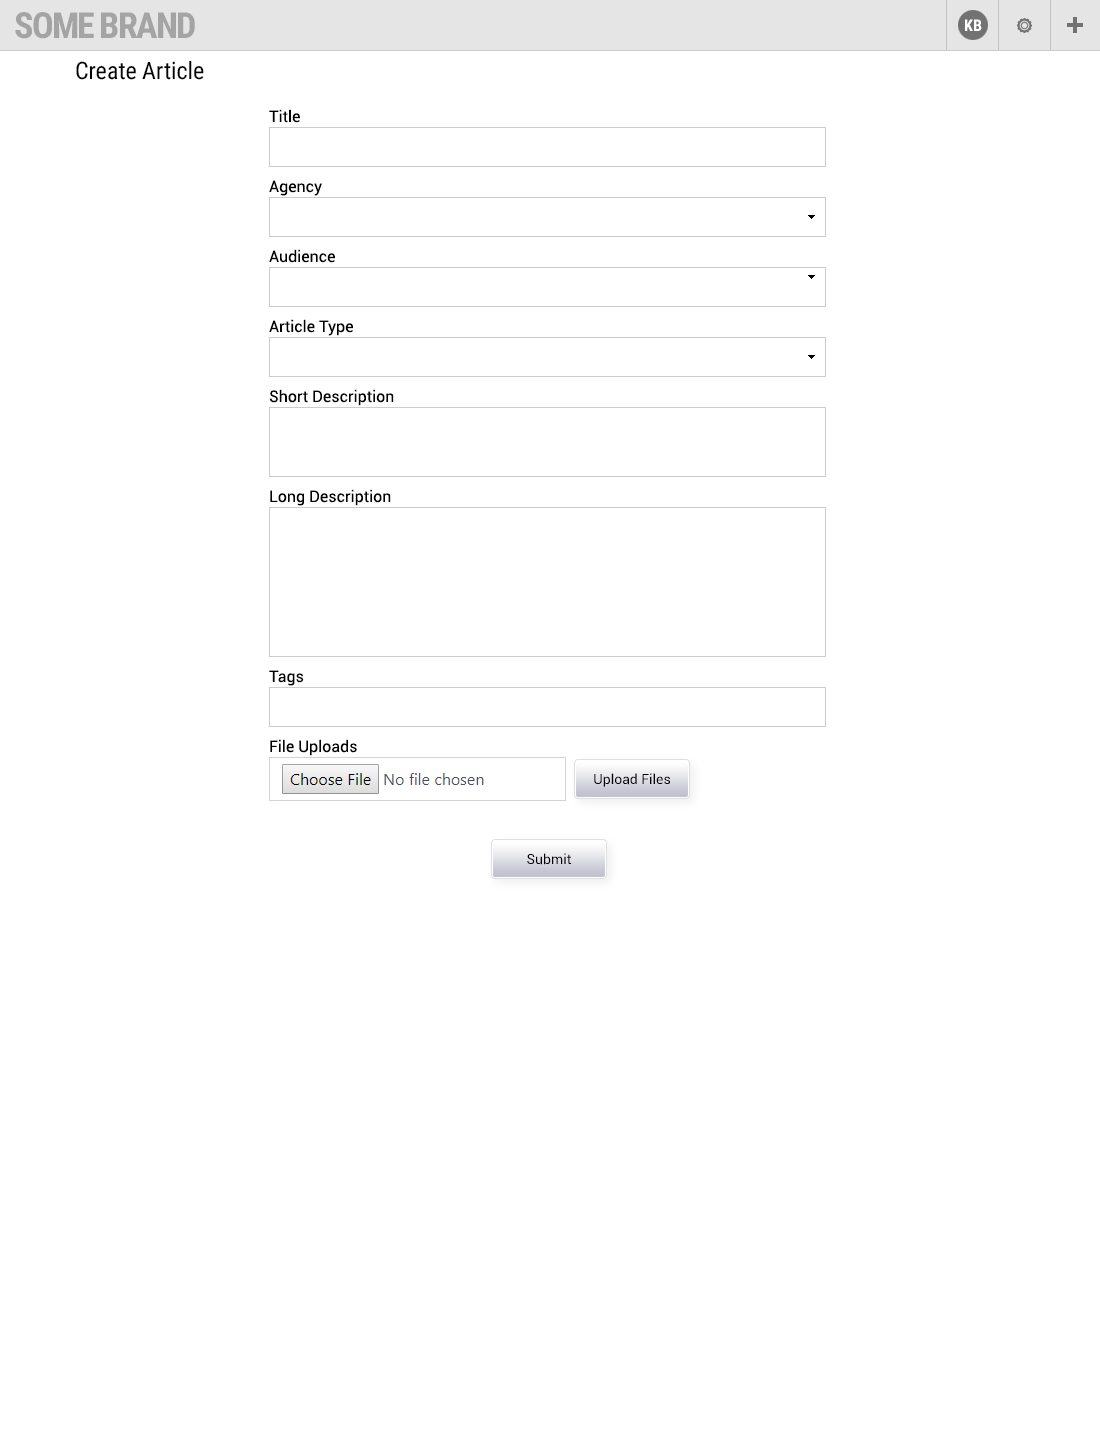 SOME BRAND
KB
Create Article
Title
Agency
Audience
Article Type
Short Description
Long Description
Tags
File Uploads
Choose File No file chosen
Upload Files
Submit